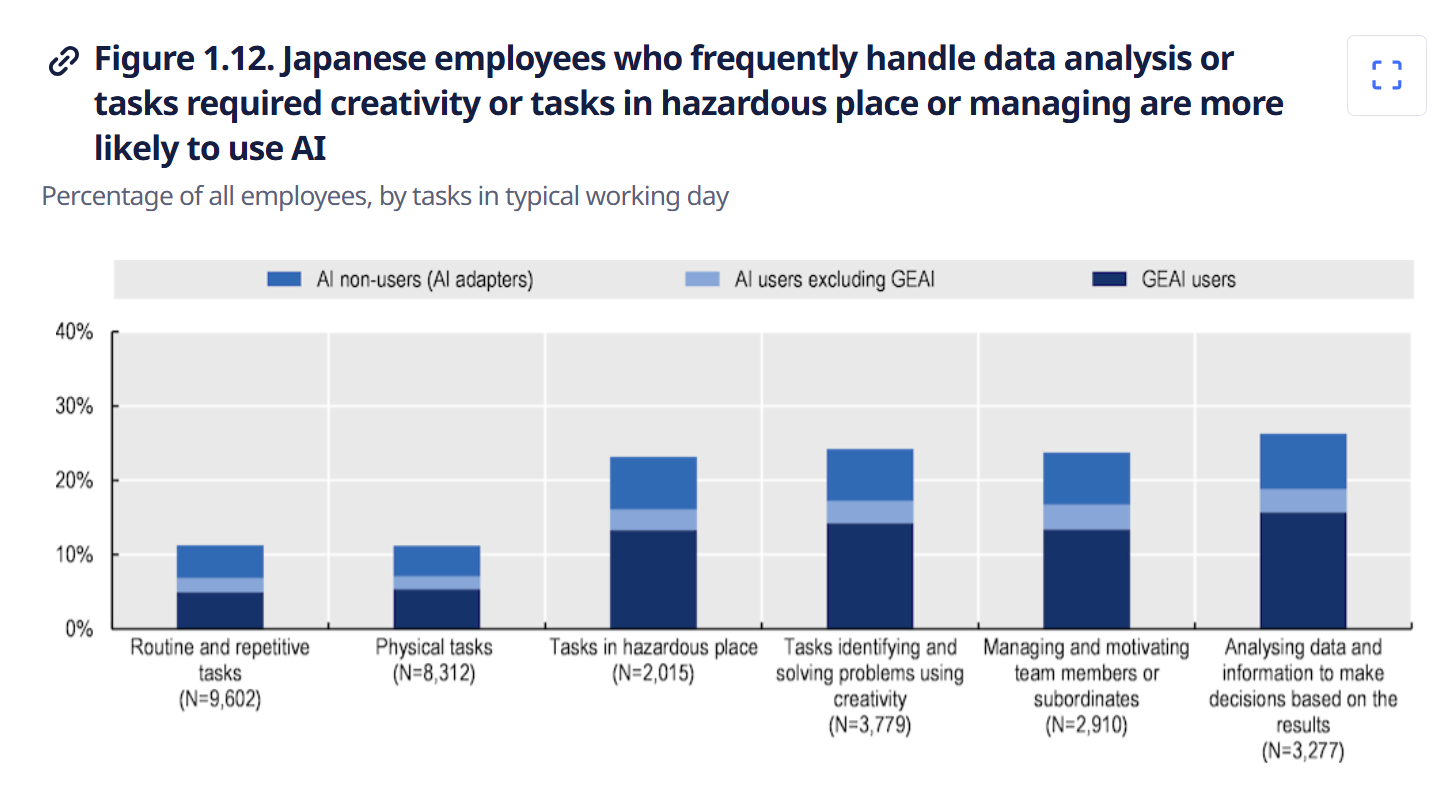 Figure 1.12. Japanese employees who frequently handle data analysis or
tasks required creativity or tasks in hazardous place or managing are more
likely to use AI
Percentage of all employees, by tasks in typical working day
AI non-users (AI adapters)
AI users excluding GEAI
GEAI users
40%
30%
20%
10%
0%
Routine and repetitive
tasks
(N=9,602)
Physical tasks
(N=8,312)
Tasks in hazardous place
(N=2,015)
Tasks identifying and
solving problems using
creativity
(N=3,779)
Managing and motivating
team members or
subordinates
(N=2,910)
Analysing data and
information to make
decisions based on the
results
(N=3,277)